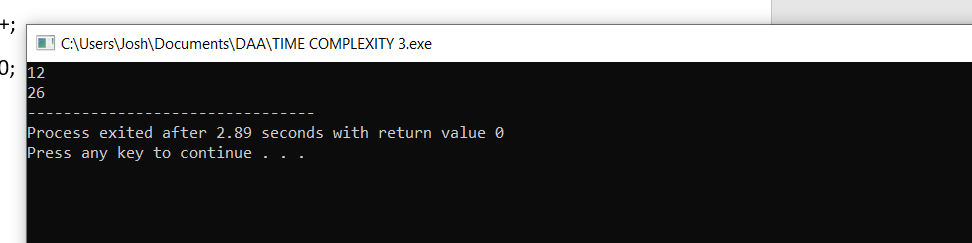 +;
C:\Users\Josh\Documents\DAA\TIME COMPLEXITY 3.exe
0;
12
26
--------------------------------
Process exited after 2.89 seconds with return value 0
Press any key to continue . . .